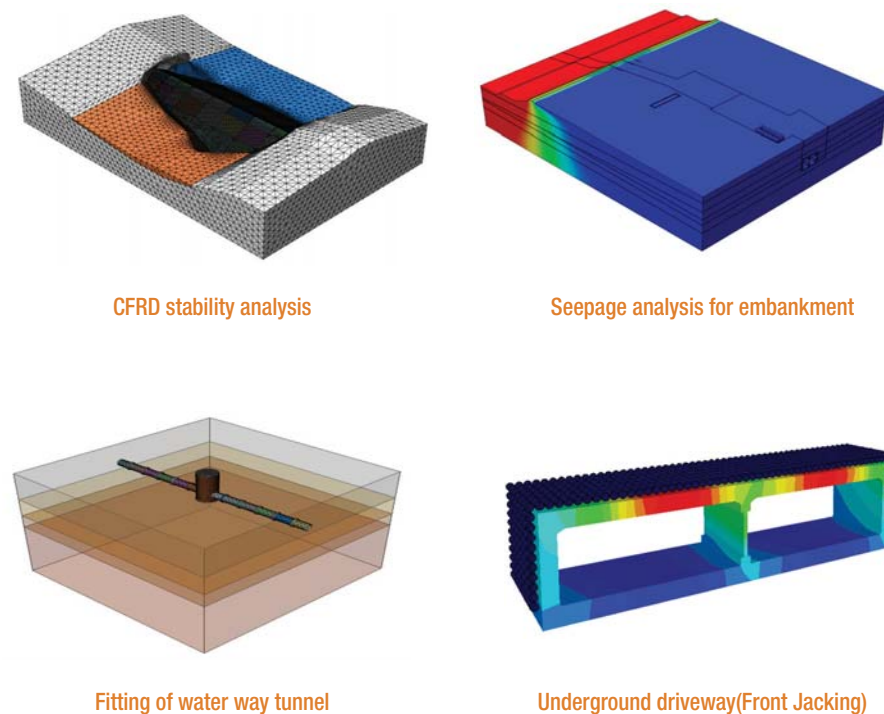 CFRD stability analysis
Seepage analysis for embankment
Fitting of water way tunnel
Underground driveway(Front Jacking)